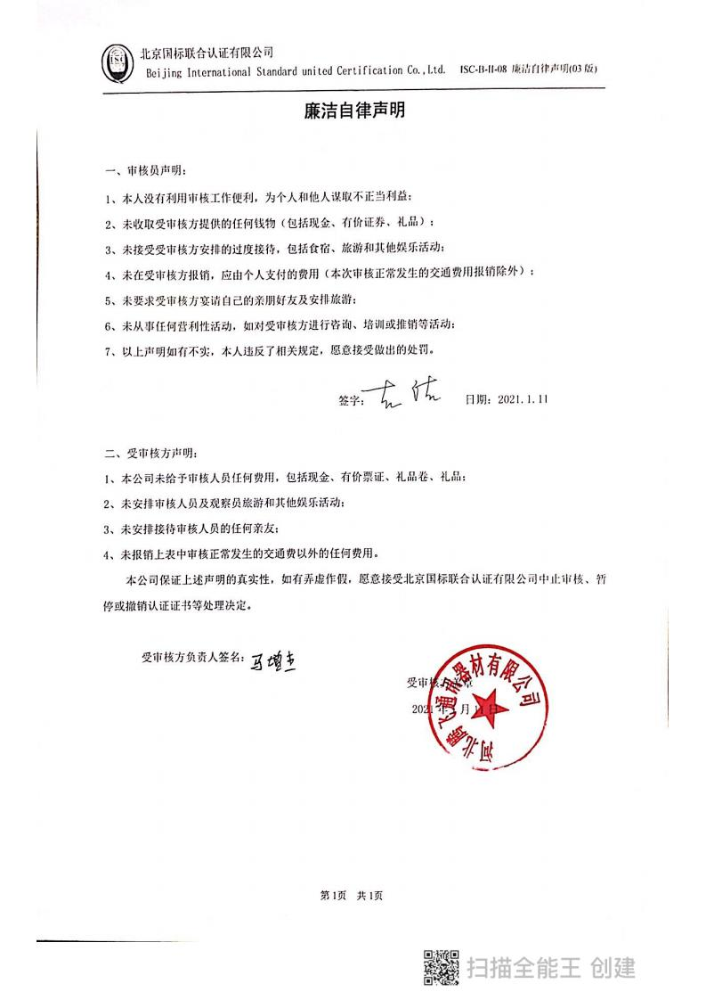 北京国标联合认证有限公司
Beijing International Standard united Certification Co.,Ltd. ISC-B-II-08 廉洁自律声明(03版)
ISC
廉洁自律声明
一、审核员声明:
1、本人没有利用审核工作便利，为个人和他人谋取不正当利益;
2、未收取受审核方提供的任何钱物（包括现金、有价证券、礼品）;
3、未接受受审核方安排的过度接待，包括食宿、旅游和其他娱乐活动;
4、未在受审核方报销，应由个人支付的费用（本次审核正常发生的交通费用报销除外）;
5、未要求受审核方宴请自己的亲朋好友及安排旅游;
6、未从事任何营利性活动，如对受审核方进行咨询、培训或推销等活动;
7、以上声明如有不实，本人违反了相关规定，愿意接受做出的处罚。
签字: 日期: 2021.1.11
二、受审核方声明:
1、本公司未给予审核人员任何费用，包括现金、有价票证、礼品卷、礼品;
2、未安排审核人员及观察员旅游和其他娱乐活动;
3、未安排接待审核人员的任何亲友;
4、未报销上表中审核正常发生的交通费以外的任何费用。
本公司保证上述声明的真实性，如有弄虚作假，愿意接受北京国标联合认证有限公司中止审核、暂
停或撤销认证证书等处理决定。
受审核方负责人签名: 马增主
受审核方盖章
2021年1月11日
河北腾飞通讯器材有限公司
第1页 共1页
扫描全能王 创建